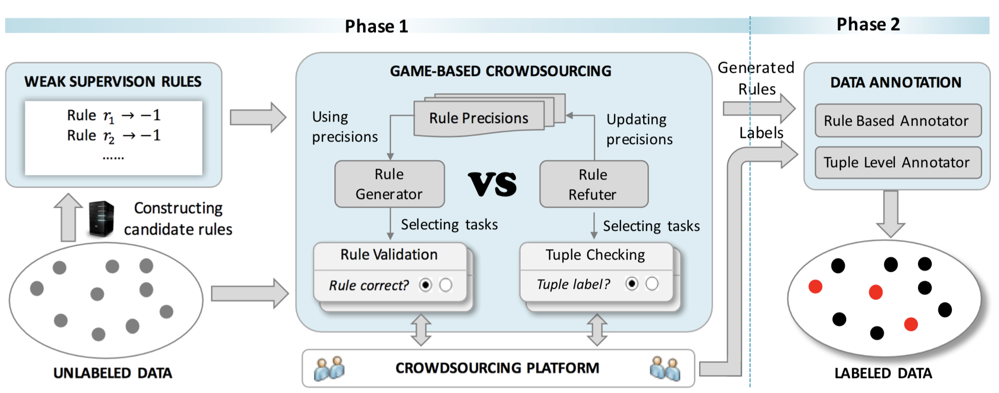 Phase 1
Phase 2
WEAK SUPERVISON RULES
Rule r₁ → −1
Rule r₂ → −1
......
Constructing
candidate rules
UNLABELED DATA
GAME-BASED CROWDSOURCING
Rule Precisions
Using
precisions
Updating
precisions
Rule
Generator
VS
Rule
Refuter
Selecting tasks
Selecting tasks
Rule Validation
Rule correct?
Tuple Checking
Tuple label?
CROWDSOURCING PLATFORM
Generated
Rules
Labels
DATA ANNOTATION
Rule Based Annotator
Tuple Level Annotator
LABELED DATA